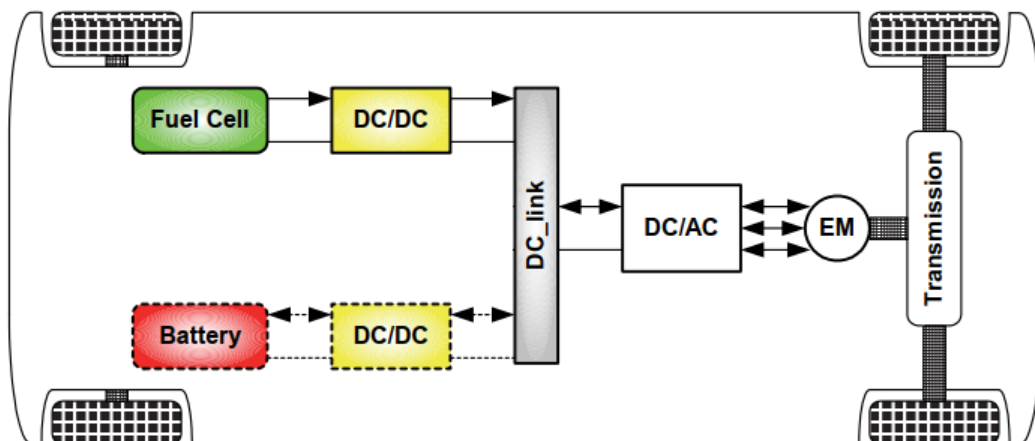 Fuel Cell
DC/DC
DC_link
DC/AC
EM
Transmission
Battery
DC/DC